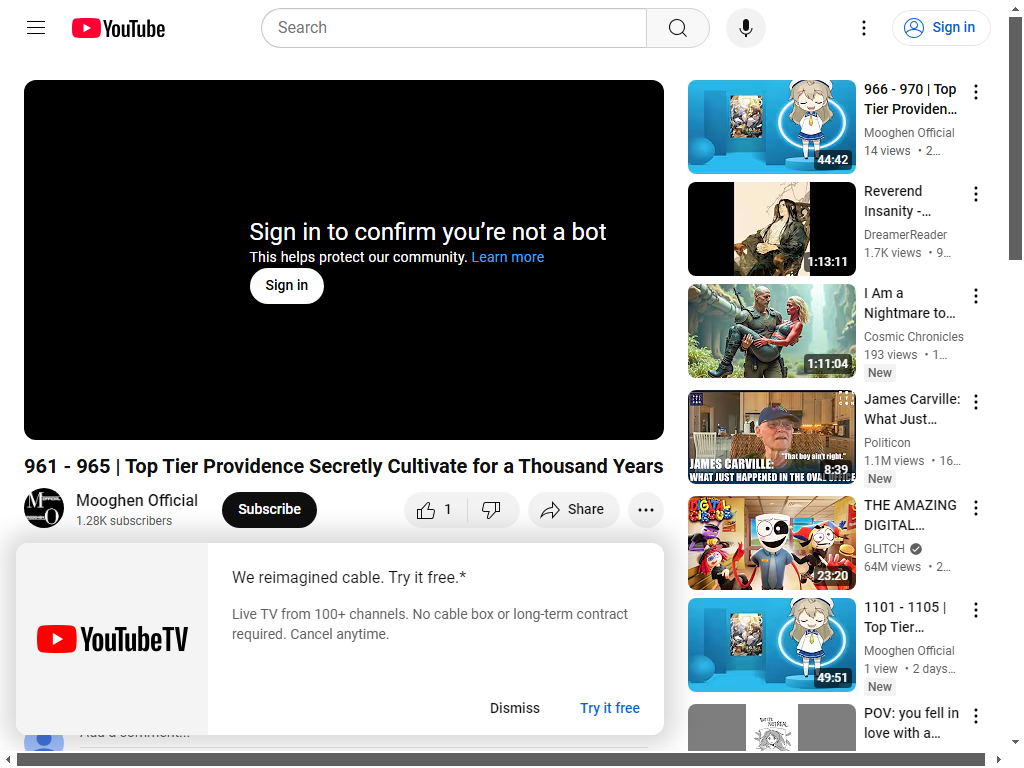 YouTube
Search
Sign in
Sign in to confirm you’re not a bot
This helps protect our community. Learn more
Sign in
961 - 965 | Top Tier Providence Secretly Cultivate for a Thousand Years
Mooghen Official
1.28K subscribers
Subscribe
1
Share
We reimagined cable. Try it free.*
Live TV from 100+ channels. No cable box or long-term contract
required. Cancel anytime.
YouTubeTV
Dismiss
Try it free
Add a comment...
44:42
966 - 970 | Top
Tier Providen...
Mooghen Official
14 views • 2...
1:13:11
Reverend
Insanity -...
DreamerReader
1.7K views • 9...
1:11:04
I Am a
Nightmare to...
Cosmic Chronicles
193 views • 1...
New
"That boy ain't right."
JAMES CARVILLE:
WHAT JUST HAPPENED IN THE OVAL OFFICE
8:39
James Carville:
What Just...
Politicon
1.1M views • 16...
New
DIGITAL
23:20
THE AMAZING
DIGITAL...
GLITCH
64M views • 2...
49:51
1101 - 1105 |
Top Tier...
Mooghen Official
1 view • 2 days...
New
POV: you fell in
love with a...